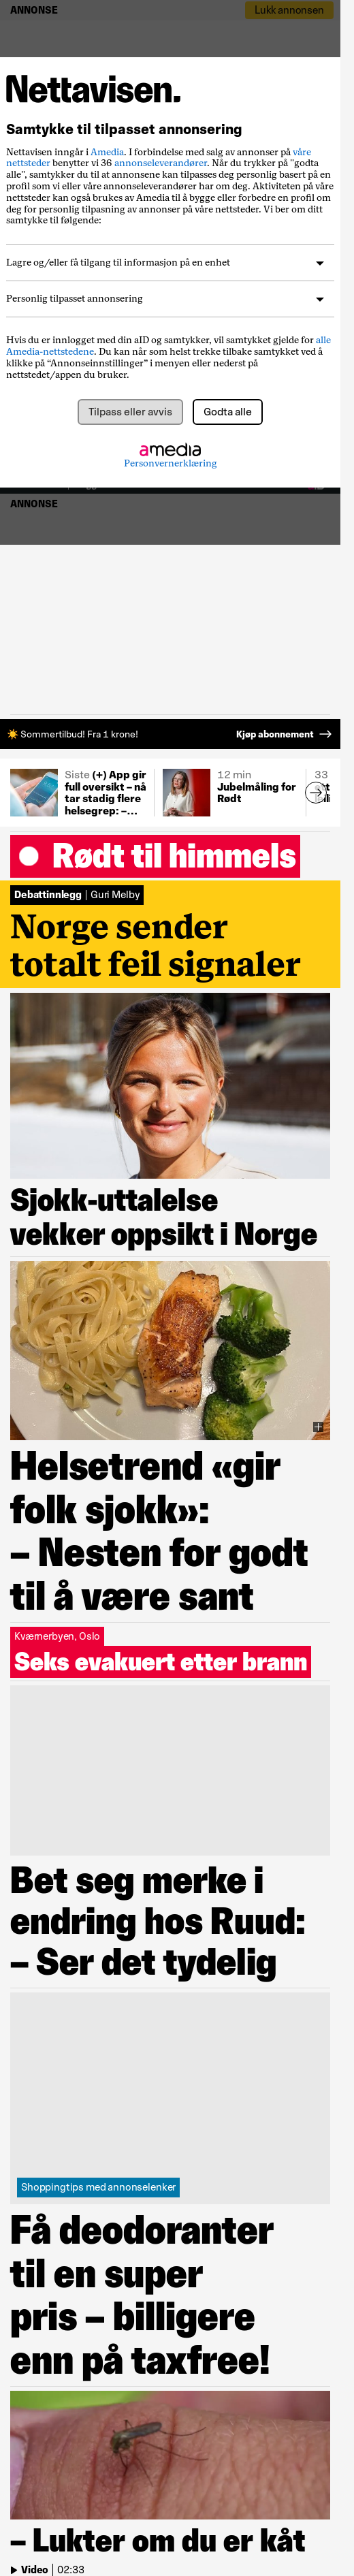 ANNONSE
Lukk annonsen
Nettavisen.
Samtykke til tilpasset annonsering
Nettavisen inngår i Amedia. I forbindelse med salg av annonser på våre
nettsteder benytter vi 36 annonseleverandører. Når du trykker på "godta
alle", samtykker du til at annonsene kan tilpasses deg personlig basert på en
profil som vi eller våre annonseleverandører har om deg. Aktiviteten på våre
nettsteder kan også brukes av Amedia til å bygge eller forbedre en profil om
deg for personlig tilpasning av annonser på våre nettsteder. Vi ber om ditt
samtykke til følgende:
Lagre og/eller få tilgang til informasjon på en enhet
Personlig tilpasset annonsering
Hvis du er innlogget med din aID og samtykker, vil samtykket gjelde for alle
Amedia-nettstedene. Du kan når som helst trekke tilbake samtykket ved å
klikke på “Annonseinnstillinger” i menyen eller nederst på
nettstedet/appen du bruker.
Tilpass eller avvis
Godta alle
amedia
Personvernerklæring
ANNONSE
Sommertilbud! Fra 1 krone!
Kjøp abonnement
Siste (+) App gir
full oversikt – nå
tar stadig flere
helsegrep: –...
12 min
Jubelmåling for
Rødt
33
Rødt til himmels
Debattinnlegg | Guri Melby
Norge sender
totalt feil signaler
Sjokk-uttalelse
vekker oppsikt i Norge
Helsetrend «gir
folk sjokk»:
– Nesten for godt
til å være sant
Kværnerbyen, Oslo
Seks evakuert etter brann
Bet seg merke i
endring hos Ruud:
– Ser det tydelig
Shoppingtips med annonselenker
Få deodoranter
til en super
pris – billigere
enn på taxfree!
– Lukter om du er kåt
Video | 02:33